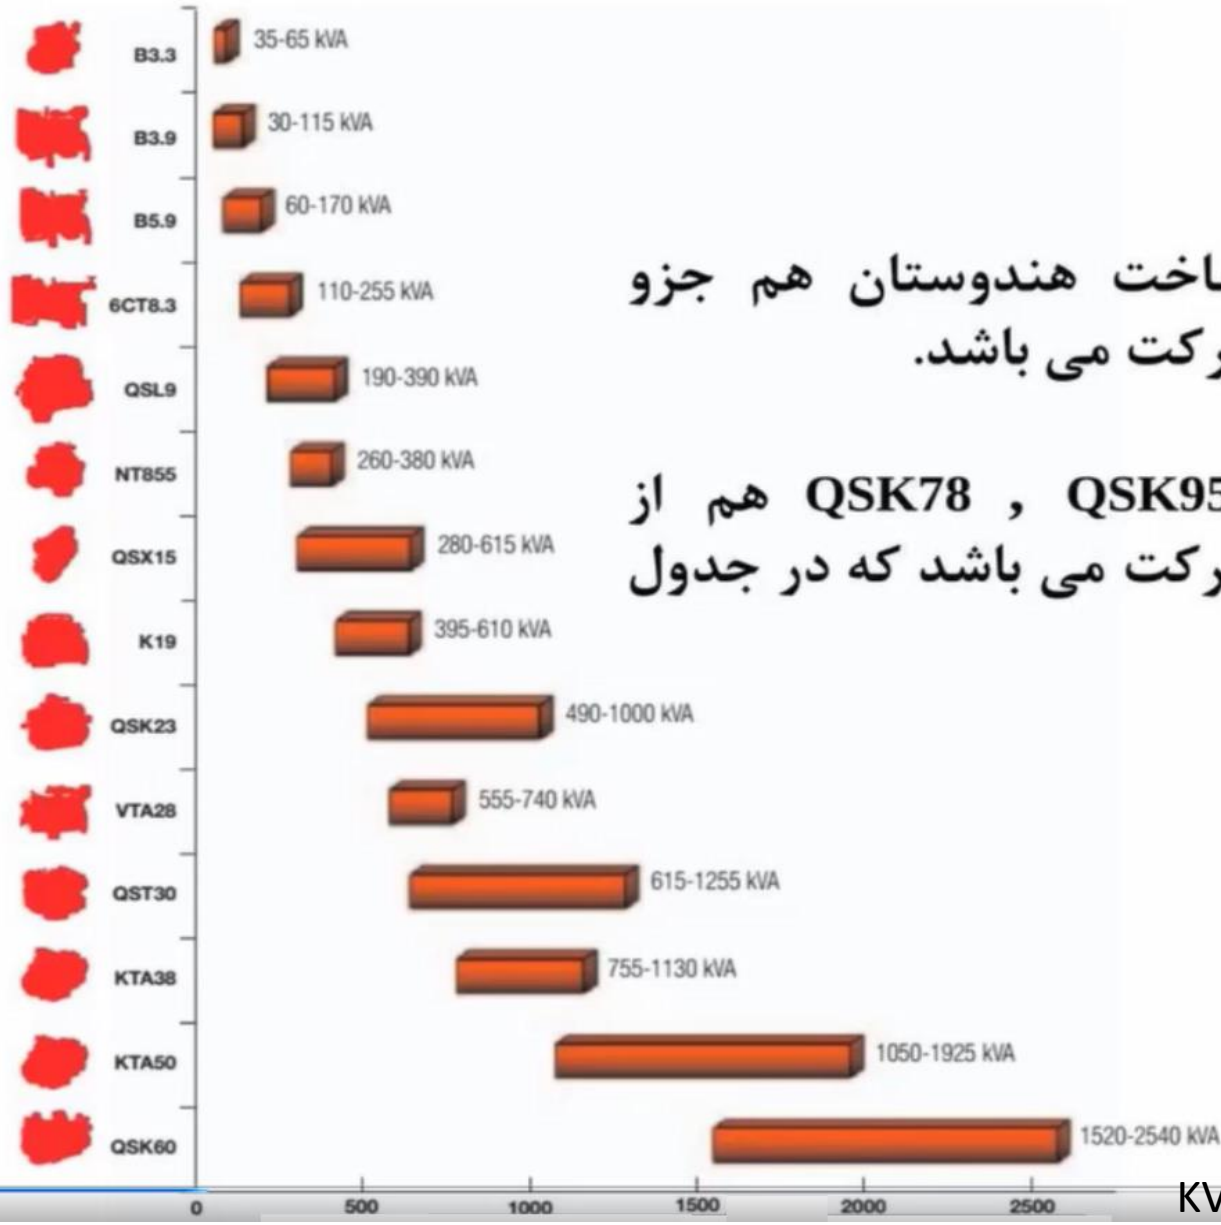 B3.3 35-65 kVA
B3.9 30-115 kVA
B5.9 60-170 kVA
6CT8.3 110-255 kVA
QSL9 190-390 kVA
NT855 260-380 kVA
QSX15 280-615 kVA
K19 395-610 kVA
QSK23 490-1000 kVA
VTA28 555-740 kVA
QST30 615-1255 kVA
KTA38 755-1130 kVA
KTA50 1050-1925 kVA
QSK60 1520-2540 kVA
0 500 1000 1500 2000 2500
هندوستان هم جزو
می باشد.
QSK95 , QSK78 هم از
می باشد که در جدول